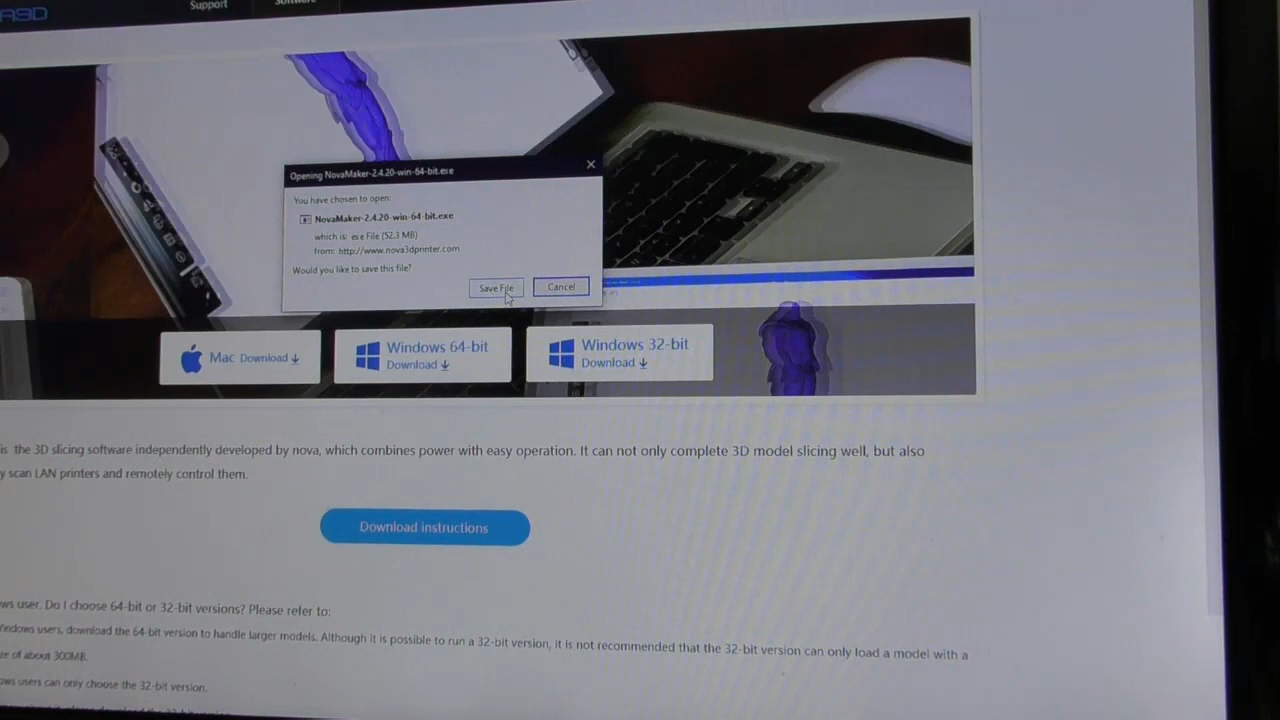 A3D
Support
Software
Opening NovaMaker-2.4.20-win-64-bit.exe
You have chosen to open:
NovaMaker-2.4.20-win-64-bit.exe
which is: exe File (52.3 MB)
from: http://www.nova3dprinter.com
Would you like to save this file?
Save File
Cancel
Mac Download
Windows 64-bit
Download
Windows 32-bit
Download
is the 3D slicing software independently developed by nova, which combines power with easy operation. It can not only complete 3D model slicing well, but also
y scan LAN printers and remotely control them.
Download instructions
ws user. Do I choose 64-bit or 32-bit versions? Please refer to:
Windows users, download the 64-bit version to handle larger models. Although it is possible to run a 32-bit version, it is not recommended that the 32-bit version can only load a model with a
ze of about 300MB.
ows users can only choose the 32-bit version.